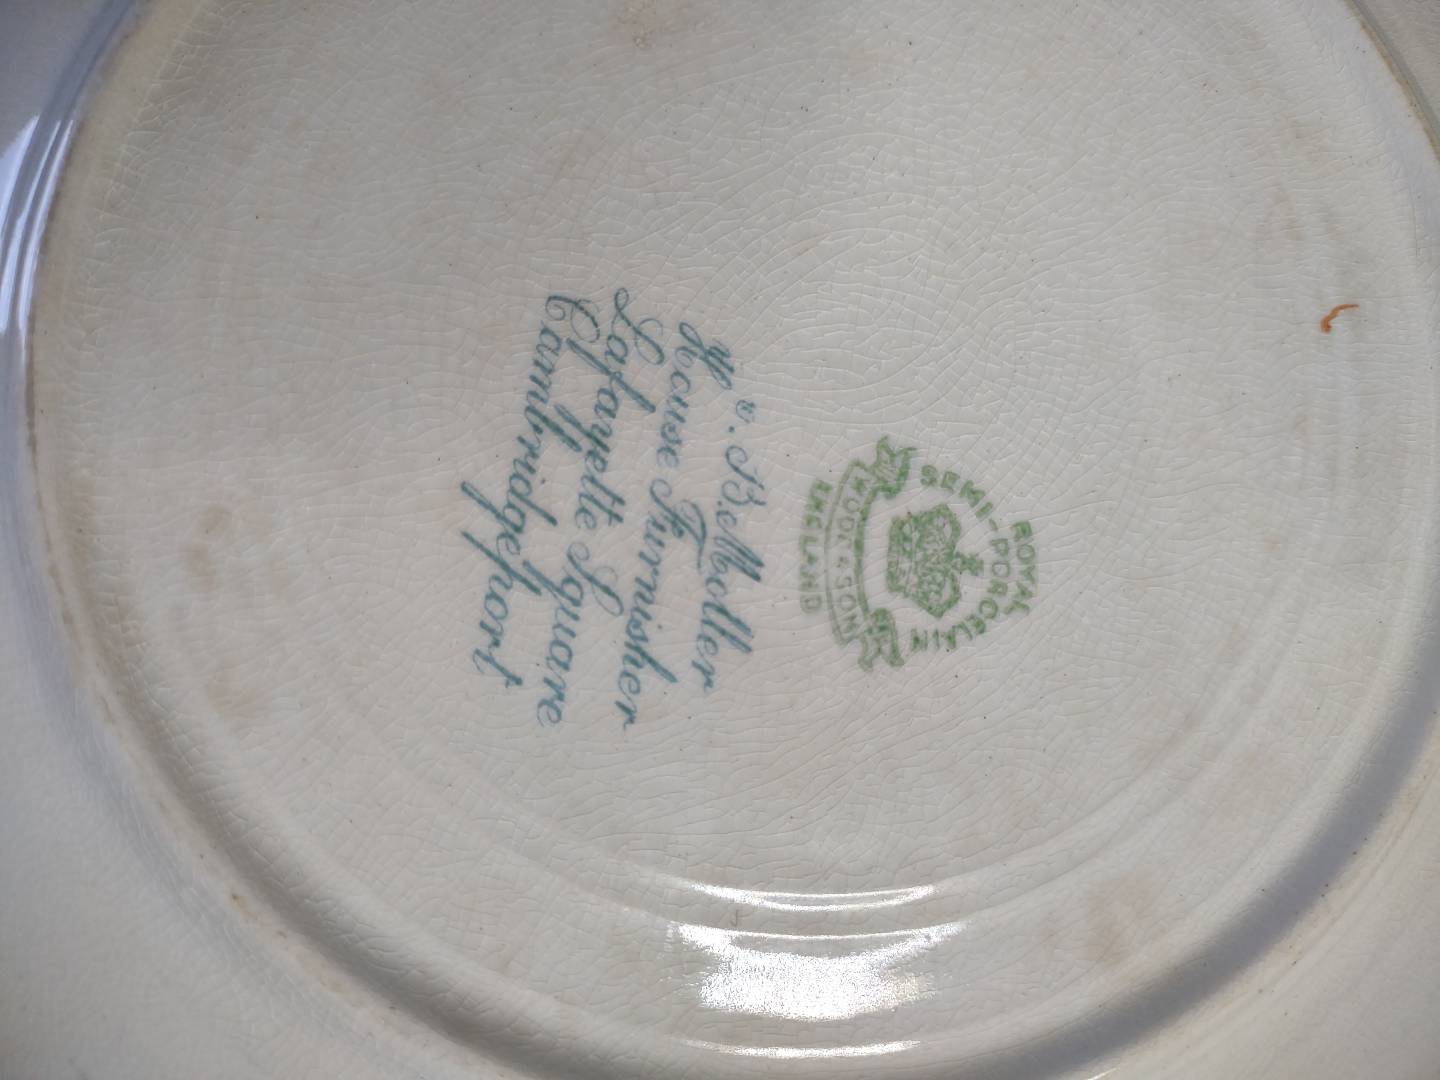 ROYAL
SEMI-PORCELAIN
WOOD & SON
ENGLAND
H. B. Moller
House Furnisher
Lafayette Square
Cambridgeport